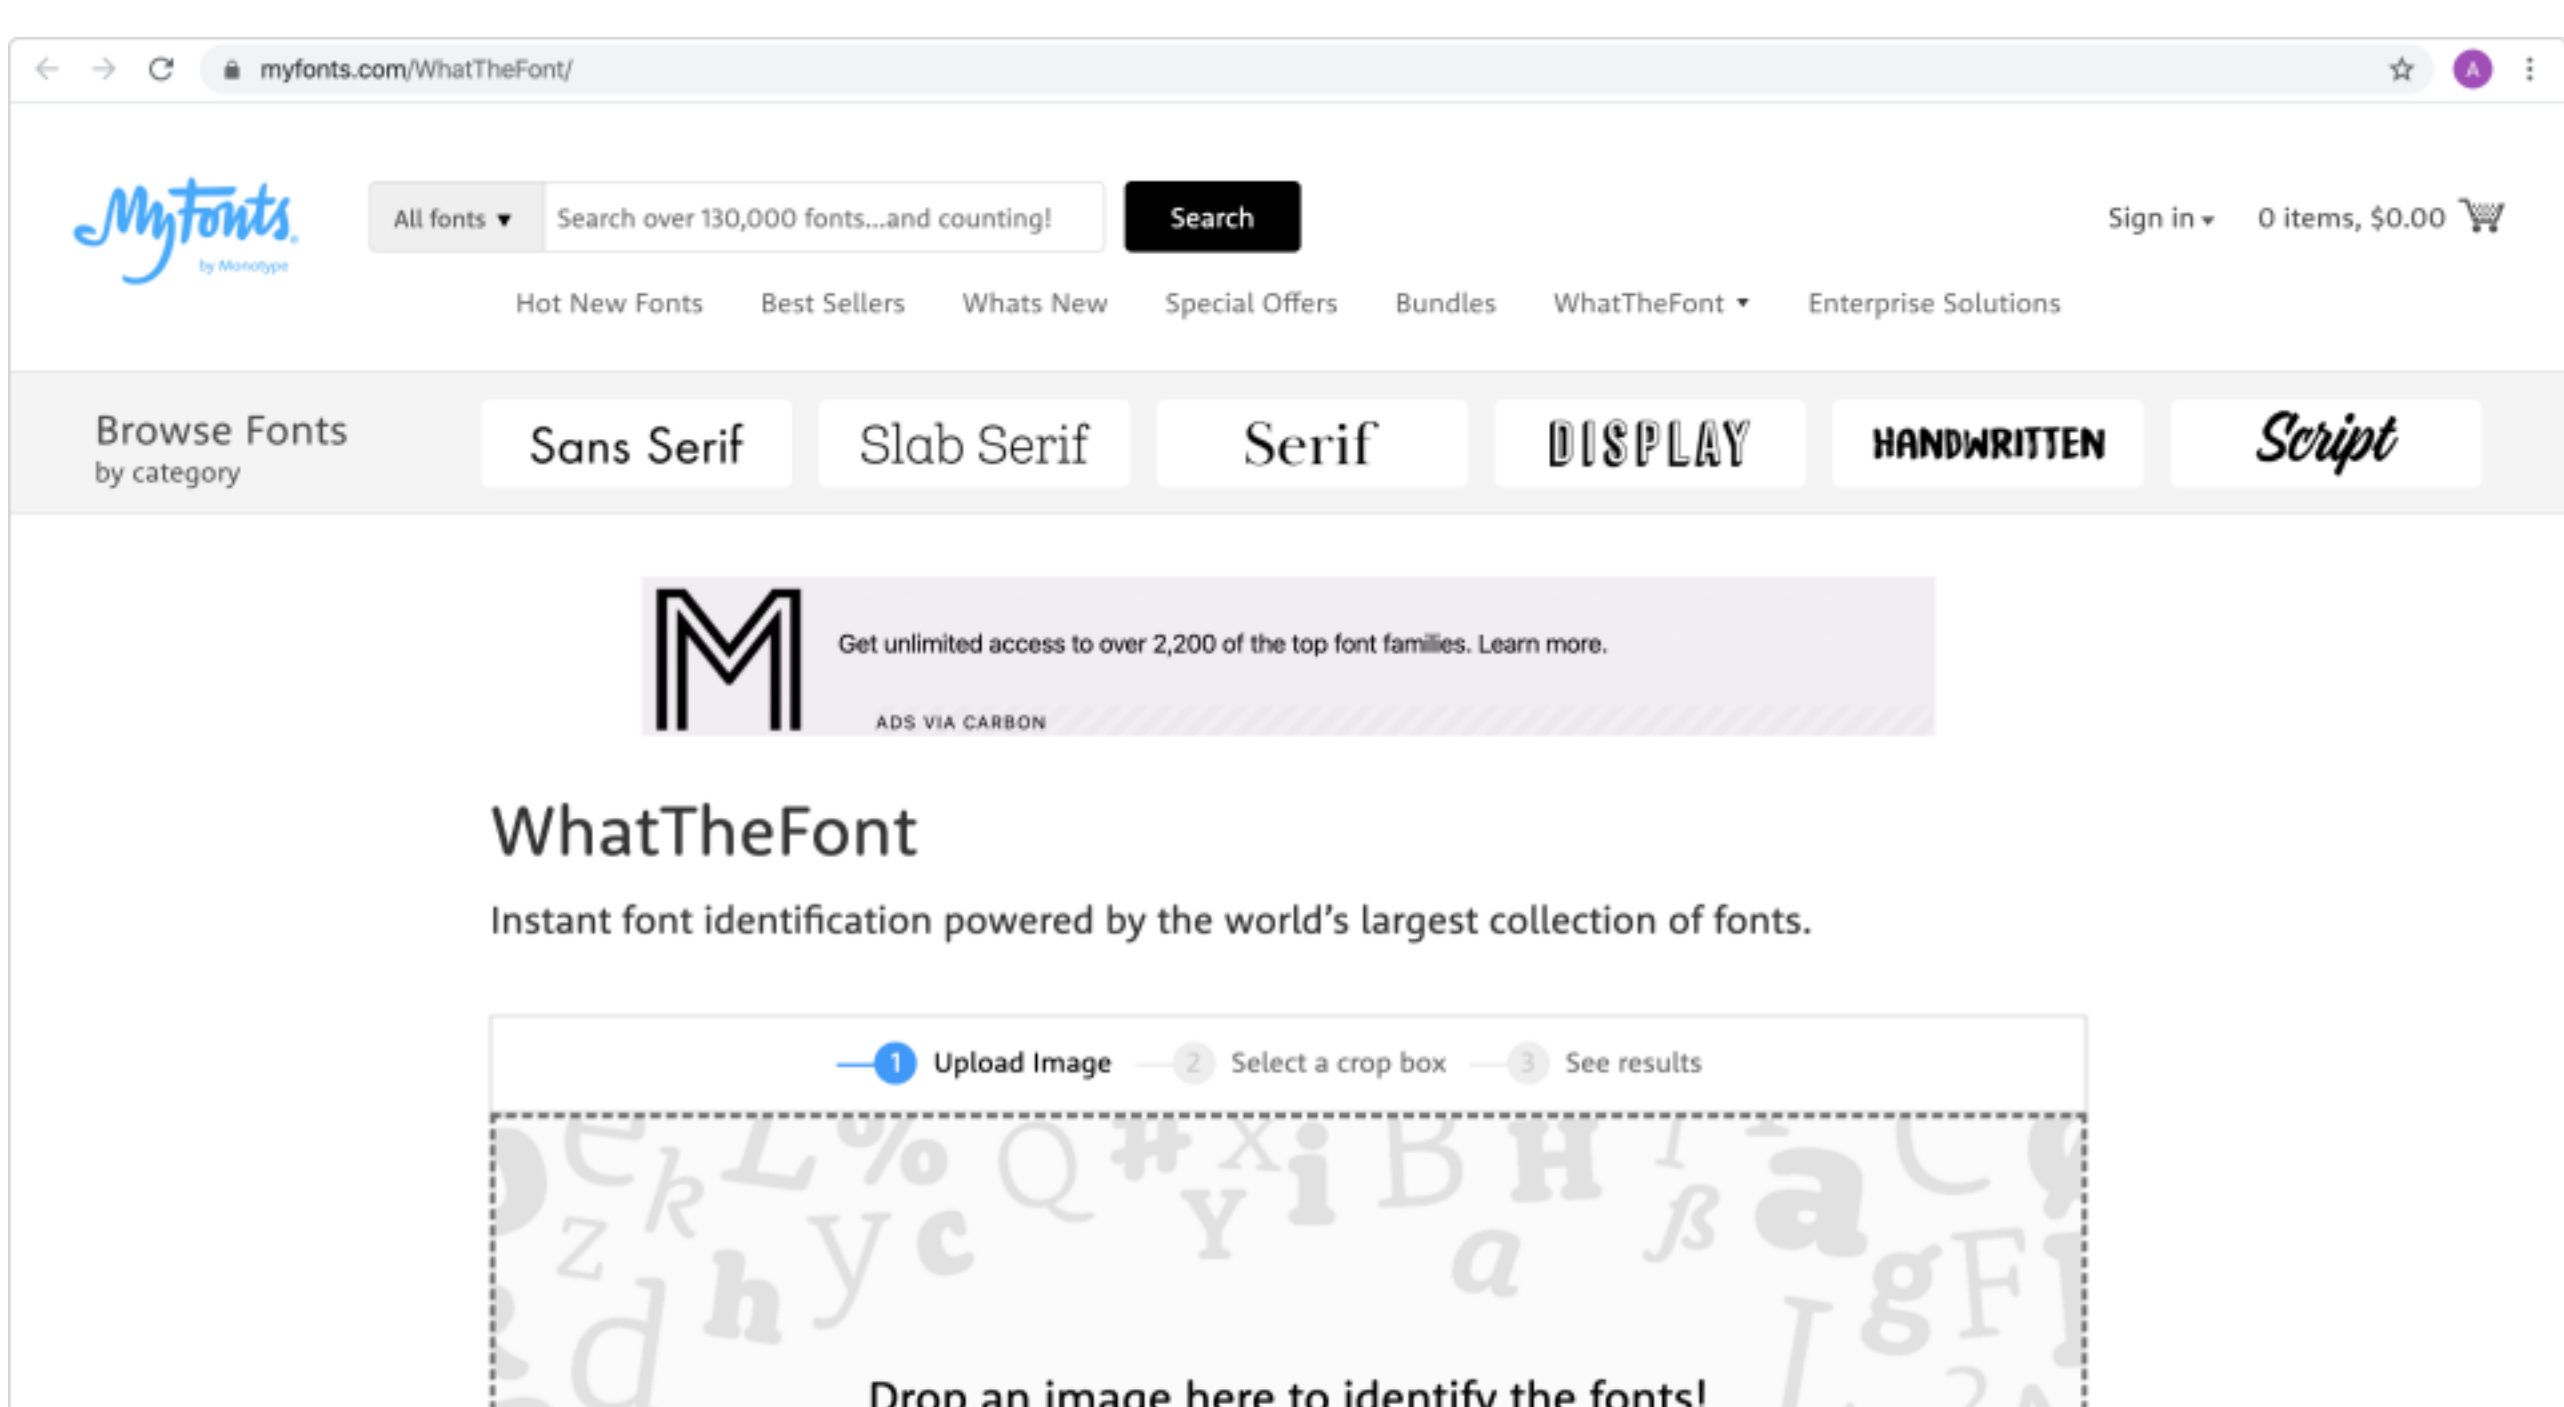 myfonts.com/WhatTheFont/
A
MyFonts
by Monotype
All fonts ▼ Search over 130,000 fonts...and counting! Search
Sign in ▾ 0 items, $0.00
Hot New Fonts Best Sellers Whats New Special Offers Bundles WhatTheFont ▾ Enterprise Solutions
Browse Fonts
by category
Sans Serif Slab Serif Serif DISPLAY HANDWRITTEN Script
M
Get unlimited access to over 2,200 of the top font families. Learn more.
ADS VIA CARBON
WhatTheFont
Instant font identification powered by the world's largest collection of fonts.
1 Upload Image 2 Select a crop box 3 See results
e k L % Q # x i B H a C
z y c Y a ß g F
d h
Drop an image here to identify the fonts!